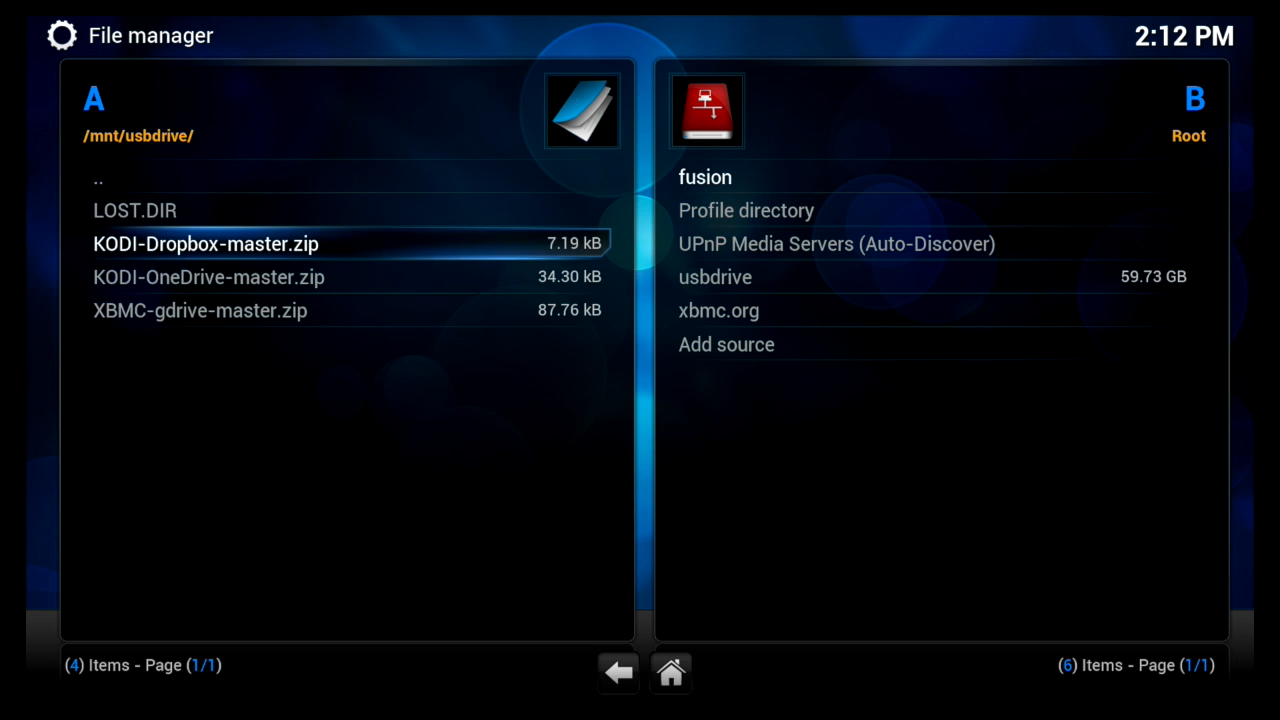 File manager
2:12 PM
A
/mnt/usbdrive/
..
LOST.DIR
KODI-Dropbox-master.zip 7.19 kB
KODI-OneDrive-master.zip 34.30 kB
XBMC-gdrive-master.zip 87.76 kB
(4) Items - Page (1/1)
B
Root
fusion
Profile directory
UPnP Media Servers (Auto-Discover)
usbdrive 59.73 GB
xbmc.org
Add source
(6) Items - Page (1/1)